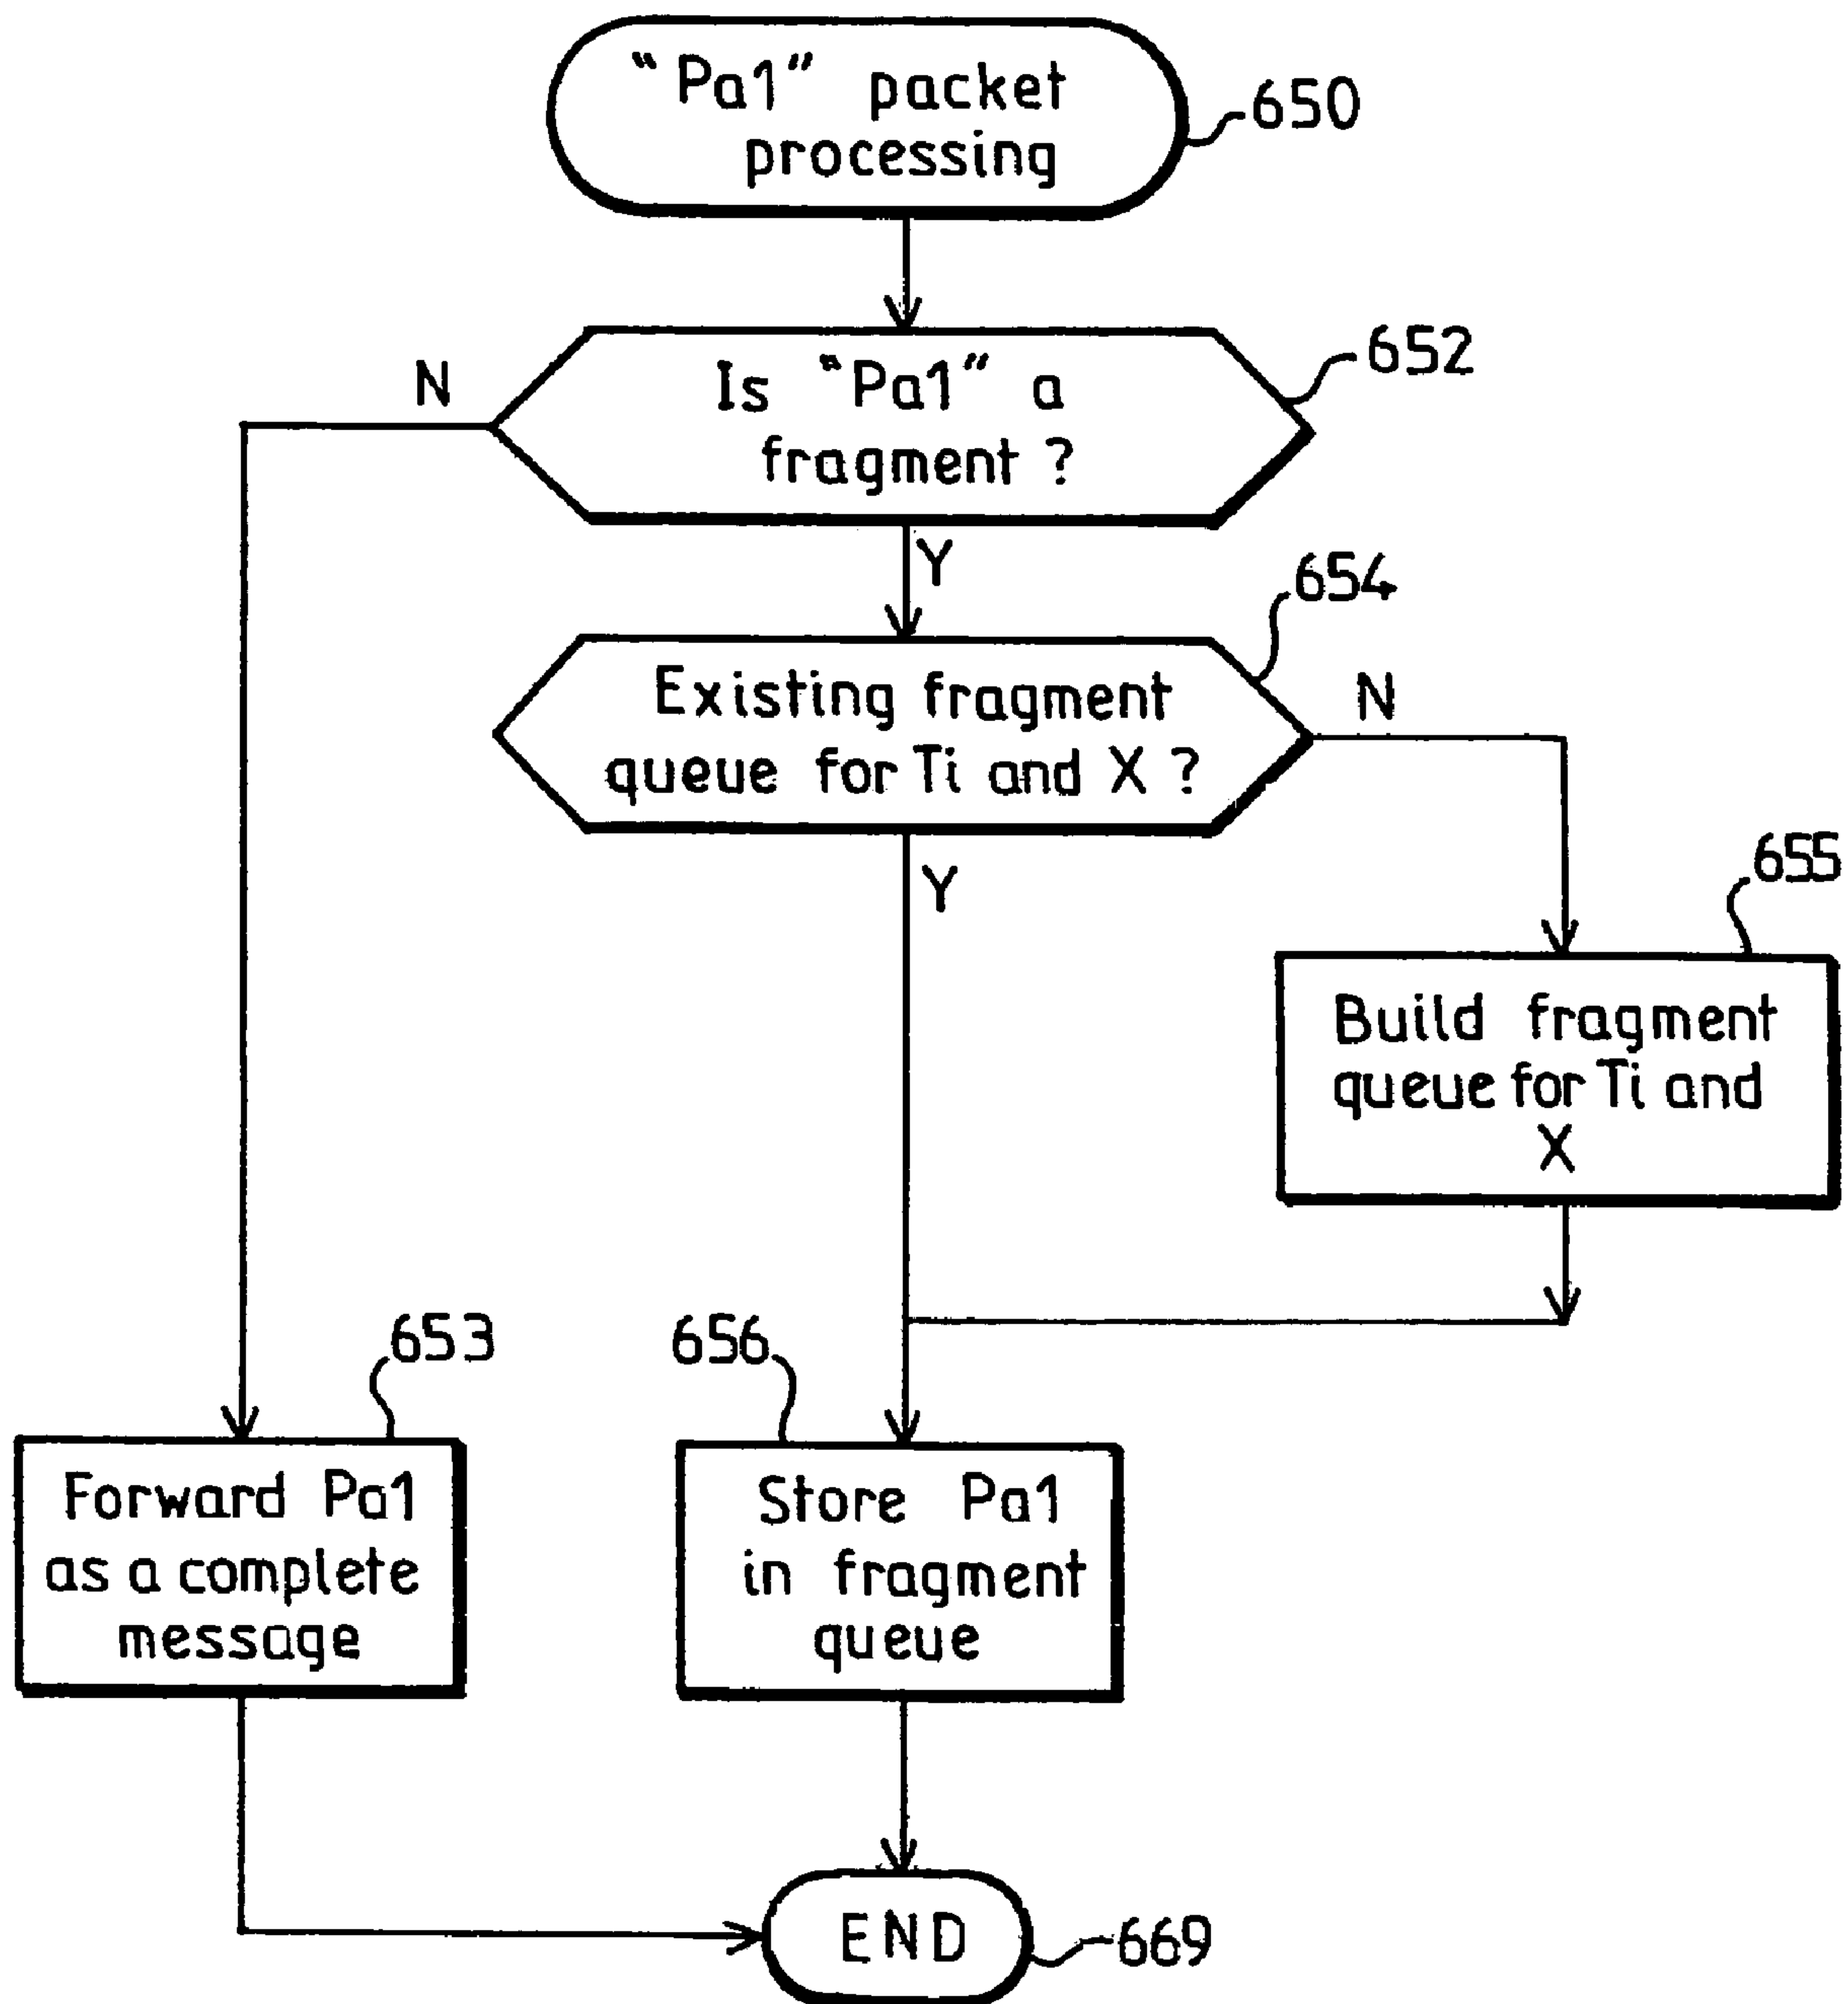 “Pa1” packet
processing
650
652
N
Is “Pa1” a
fragment ?
Y
654
Existing fragment
queue for Ti and X ?
N
Y
655
Build fragment
queue for Ti and
X
653
656
Forward Pa1
as a complete
message
Store Pa1
in fragment
queue
END
669